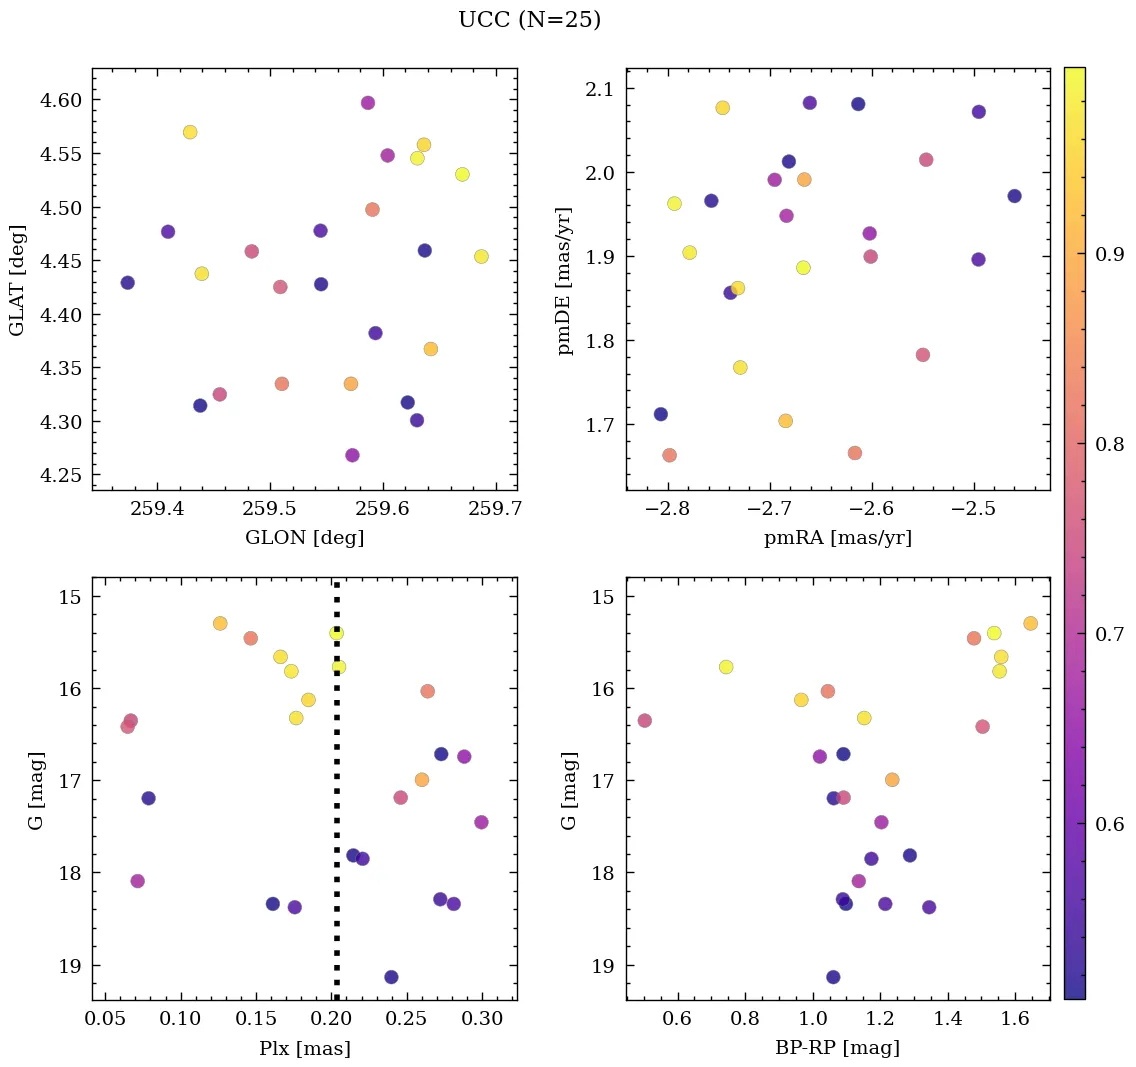 UCC (N=25)
4.60
4.55
4.50
4.45
4.40
4.35
4.30
4.25
GLAT [deg]
259.4 259.5 259.6 259.7
GLON [deg]
2.1
2.0
1.9
1.8
1.7
pmDE [mas/yr]
−2.8 −2.7 −2.6 −2.5
pmRA [mas/yr]
15
16
17
18
19
G [mag]
0.05 0.10 0.15 0.20 0.25 0.30
Plx [mas]
15
16
17
18
19
G [mag]
0.6 0.8 1.0 1.2 1.4 1.6
BP-RP [mag]
0.9
0.8
0.7
0.6